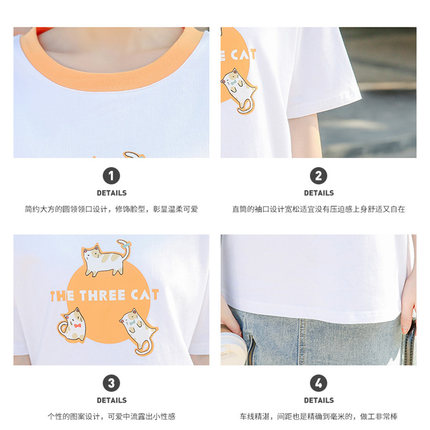 E CAT
1
DETAILS
简约大方的圆领领口设计，修饰脸型，彰显温柔可爱
2
DETAILS
直筒的袖口设计宽松适宜没有压迫感上身舒适又自在
THE THREE CAT
3
DETAILS
个性的图案设计，可爱中流露出小性感
4
DETAILS
车线精湛，间距也是精确到毫米的，做工非常棒